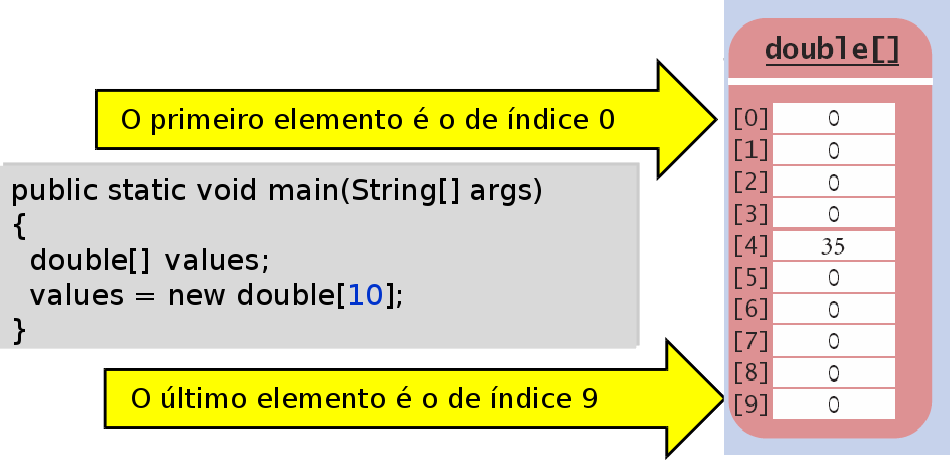 double[]
O primeiro elemento é o de índice 0
public static void main(String[] args)
{
double[] values;
values = new double[10];
}
O último elemento é o de índice 9
[0] 0
[1] 0
[2] 0
[3] 0
[4] 35
[5] 0
[6] 0
[7] 0
[8] 0
[9] 0